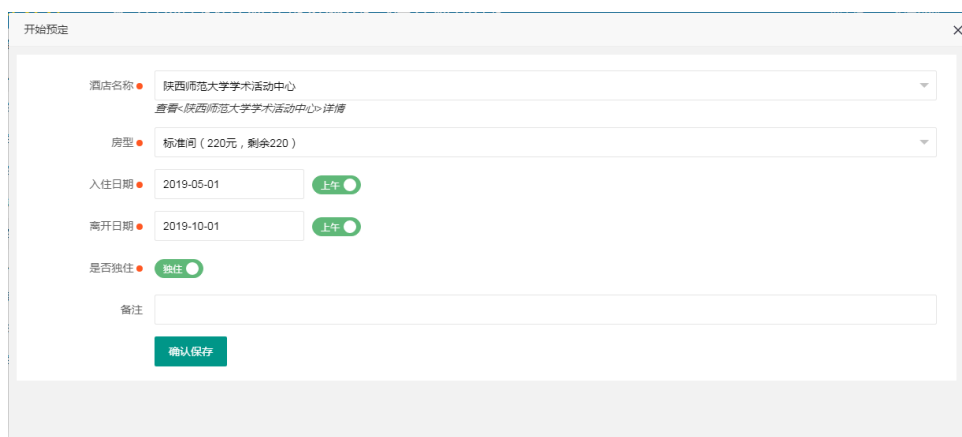 开始预定
酒店名称 陕西师范大学学术活动中心
查看<陕西师范大学学术活动中心>详情
房型 标准间（220元，剩余220）
入住日期 2019-05-01 上午
离开日期 2019-10-01 上午
是否独住 独住
备注
确认保存